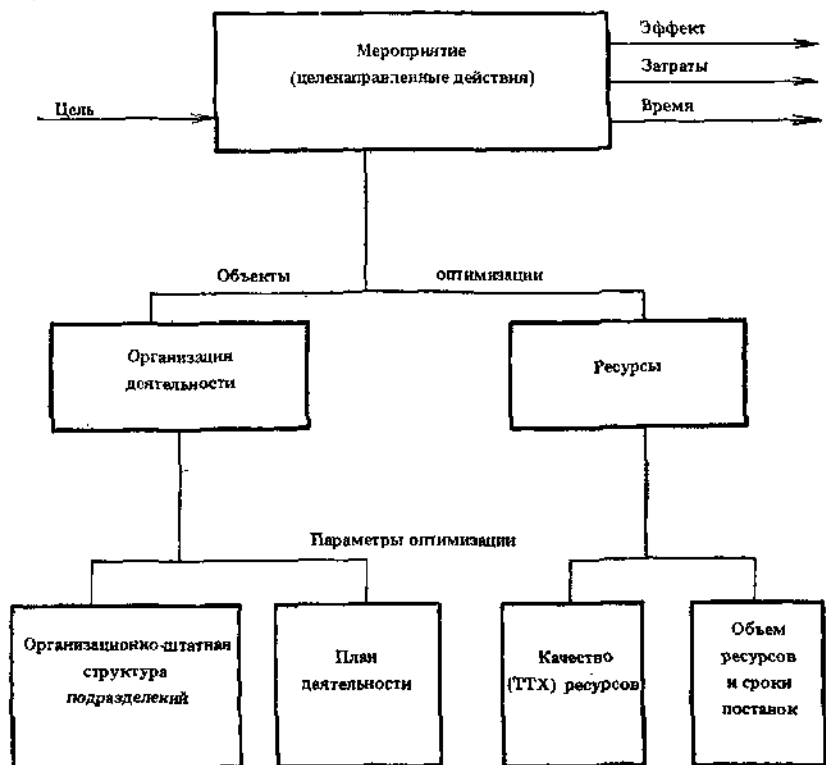 Эффект
Мероприятие
(целенаправленные действия)
Затраты
Цель
Время
Объекты оптимизации
Организация
деятельности
Ресурсы
Параметры оптимизации
Организационно-штатная
структура
подразделений
План
деятельности
Качество
(ТТХ) ресурсов
Объем
ресурсов
и сроки
поставок